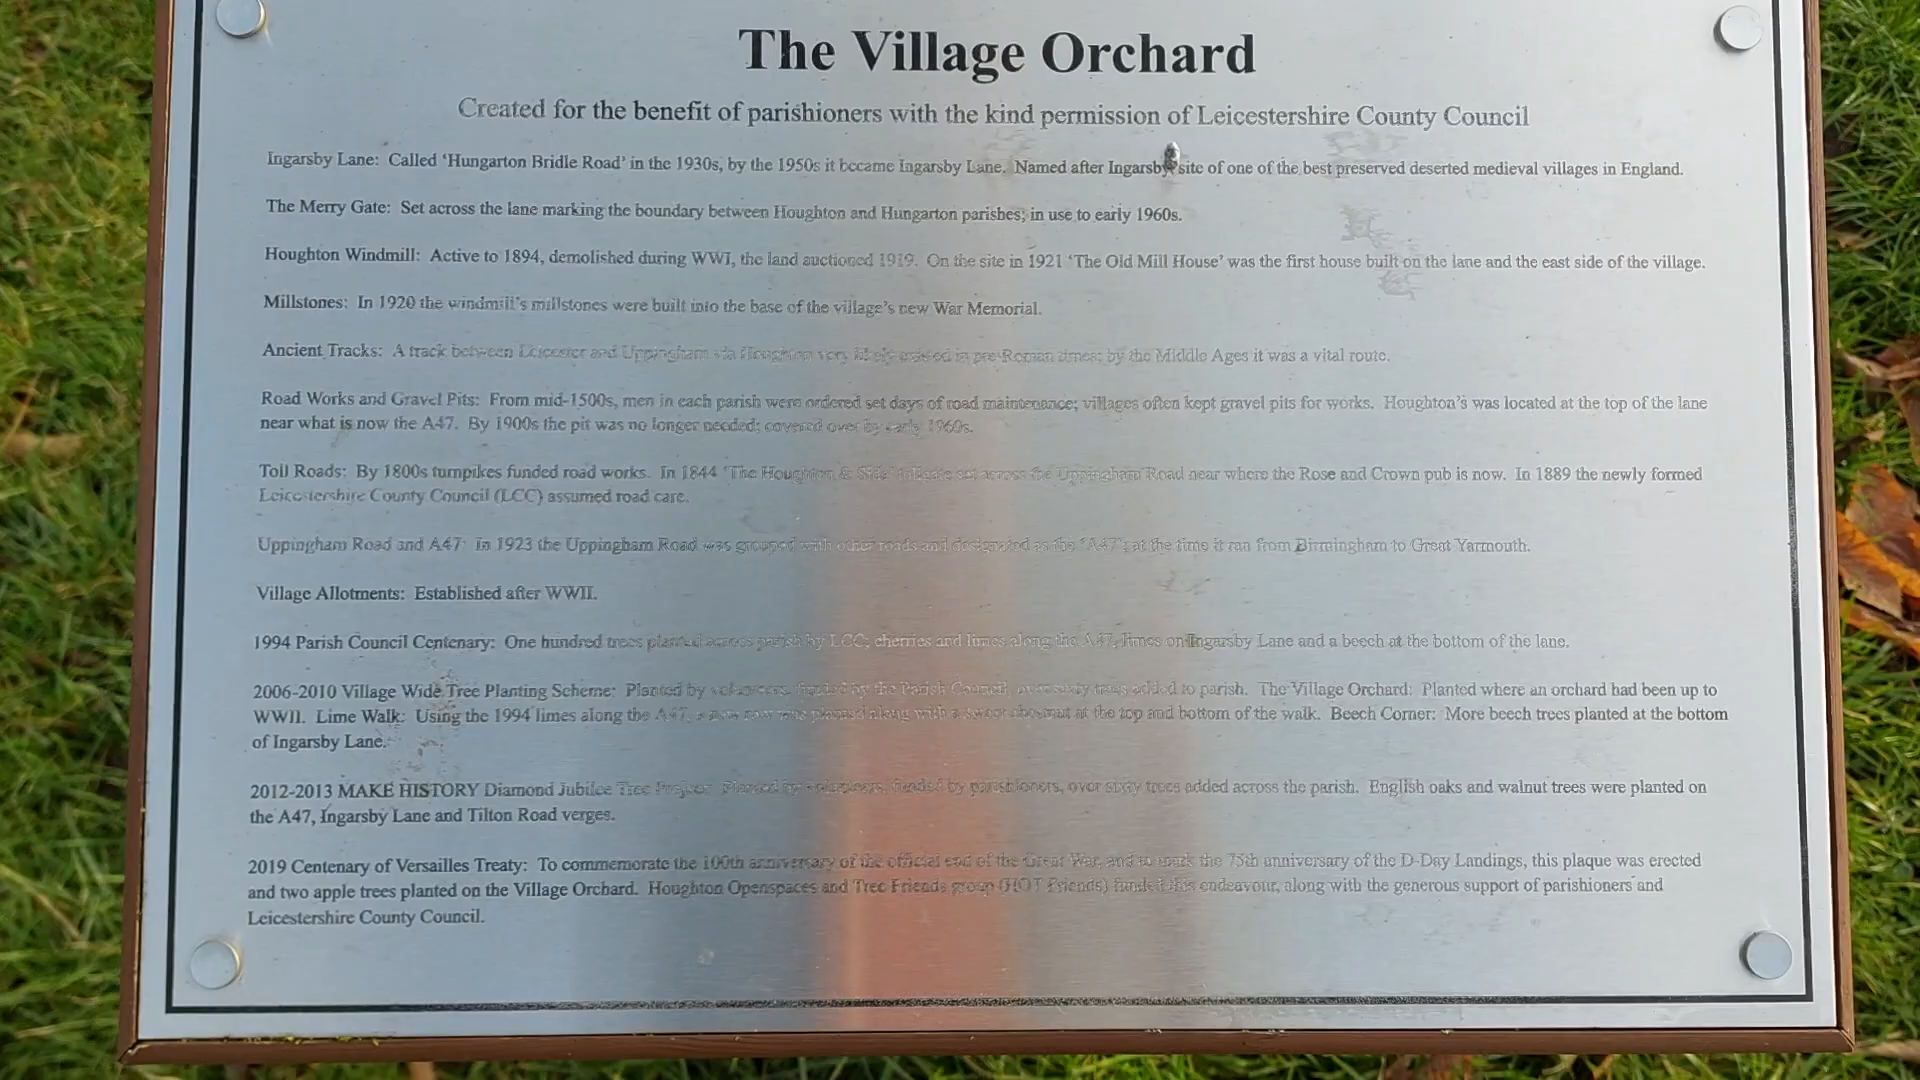 The Village Orchard
Created for the benefit of parishioners with the kind permission of Leicestershire County Council
Ingarsby Lane: Called ‘Hungarton Bridle Road’ in the 1930s, by the 1950s it became Ingarsby Lane. Named after Ingarsby site of one of the best preserved deserted medieval villages in England.
The Merry Gate: Set across the lane marking the boundary between Houghton and Hungarton parishes; in use to early 1960s.
Houghton Windmill: Active to 1894, demolished during WWI, the land auctioned 1919. On the site in 1921 ‘The Old Mill House’ was the first house built on the lane and the east side of the village.
Millstones: In 1920 the windmill’s millstones were built into the base of the village’s new War Memorial.
Ancient Tracks: A track between Leicester and Uppingham via Houghton very likely existed in pre-Roman times; by the Middle Ages it was a vital route.
Road Works and Gravel Pits: From mid-1500s, men in each parish were ordered set days of road maintenance; villages often kept gravel pits for works. Houghton’s was located at the top of the lane
near what is now the A47. By 1900s the pit was no longer needed; covered over by early 1960s.
Toll Roads: By 1800s turnpikes funded road works. In 1844 ‘The Houghton & Side set across the Uppingham Road near where the Rose and Crown pub is now. In 1889 the newly formed
Leicestershire County Council (LCC) assumed road care.
Uppingham Road and A47: In 1923 the Uppingham Road was grouped with other roads and designated as the ‘A47’; at the time it ran from Birmingham to Great Yarmouth.
Village Allotments: Established after WWII.
1994 Parish Council Centenary: One hundred trees planted across parish by LCC; cherries and limes along the A47, limes on Ingarsby Lane and a beech at the bottom of the lane.
2006-2010 Village Wide Tree Planting Scheme: Planted by volunteers, funded by the Parish Council, over sixty trees added to parish. The Village Orchard: Planted where an orchard had been up to
WWII. Lime Walk: Using the 1994 limes along the A47, a new row was planted along with a sweet chestnut at the top and bottom of the walk. Beech Corner: More beech trees planted at the bottom
of Ingarsby Lane.
2012-2013 MAKE HISTORY Diamond Jubilee Tree Project: Planted by volunteers, funded by parishioners, over sixty trees added across the parish. English oaks and walnut trees were planted on
the A47, Ingarsby Lane and Tilton Road verges.
2019 Centenary of Versailles Treaty: To commemorate the 100th anniversary of the official end of the Great War, and to mark the 75th anniversary of the D-Day Landings, this plaque was erected
and two apple trees planted on the Village Orchard. Houghton Openspaces and Tree Friends group (HOT Friends) funded this endeavour, along with the generous support of parishioners and
Leicestershire County Council.